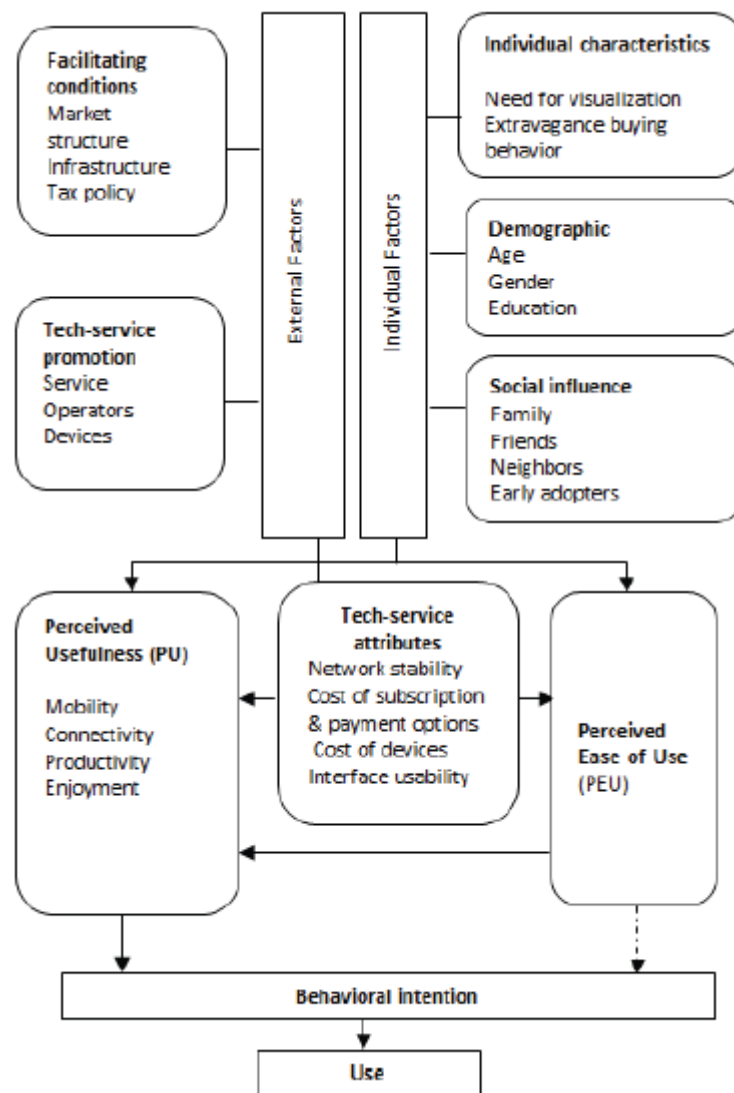 Facilitating
conditions
Market
structure
Infrastructure
Tax policy
Tech-service
promotion
Service
Operators
Devices
External Factors
Individual Factors
Individual characteristics
Need for visualization
Extravagance buying
behavior
Demographic
Age
Gender
Education
Social influence
Family
Friends
Neighbors
Early adopters
Perceived
Usefulness (PU)
Mobility
Connectivity
Productivity
Enjoyment
Tech-service
attributes
Network stability
Cost of subscription
& payment options
Cost of devices
Interface usability
Perceived
Ease of Use
(PEU)
Behavioral intention
Use